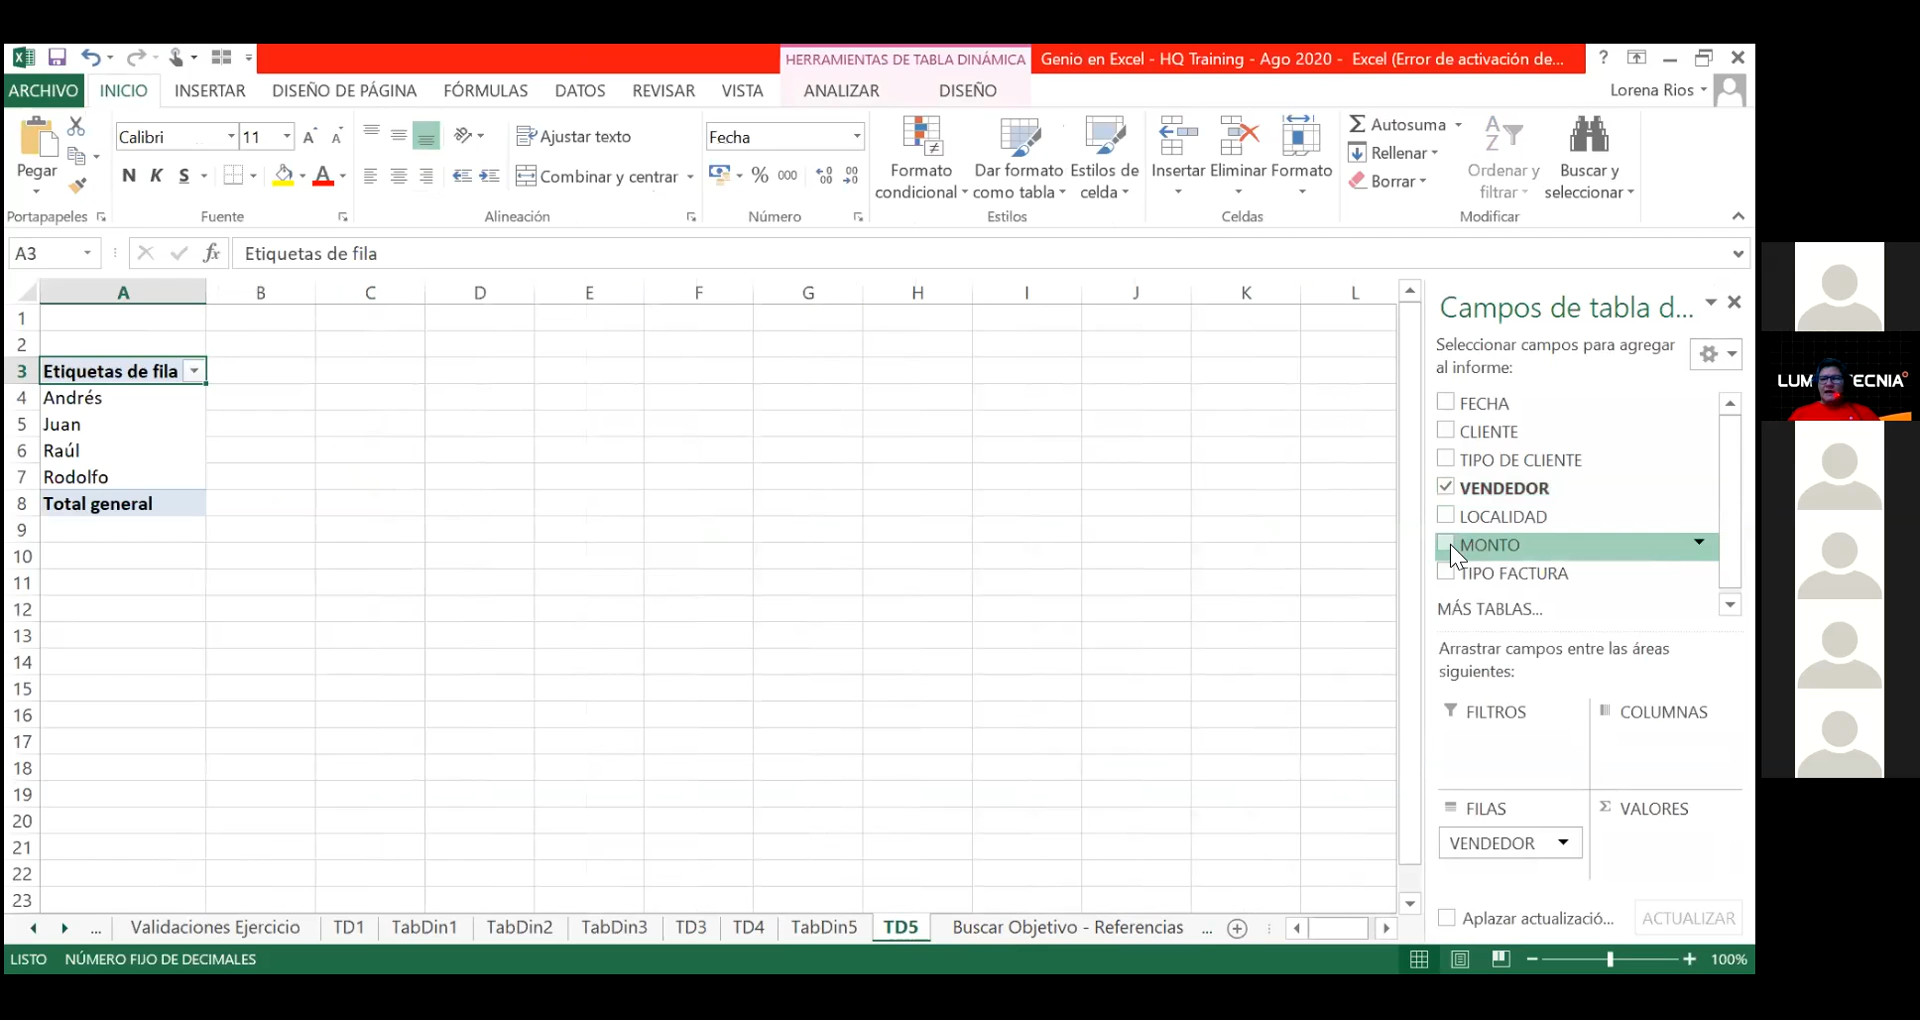 HERRAMIENTAS DE TABLA DINÁMICA
Genio en Excel - HQ Training - Ago 2020 - Excel (Error de activación de...
?
ARCHIVO INICIO INSERTAR DISEÑO DE PÁGINA FÓRMULAS DATOS REVISAR VISTA ANALIZAR DISEÑO
Lorena Rios
Pegar
Calibri 11
N K S
Ajustar texto
Combinar y centrar
Fecha
% 000
Formato condicional
Dar formato como tabla
Estilos de celda
Insertar Eliminar Formato
Autosuma
Rellenar
Borrar
Ordenar y filtrar
Buscar y seleccionar
Portapapeles Fuente Alineación Número Estilos Celdas Modificar
A3 fx Etiquetas de fila
A B C D E F G H I J K L
1
2
3 Etiquetas de fila
4 Andrés
5 Juan
6 Raúl
7 Rodolfo
8 Total general
9
10
11
12
13
14
15
16
17
18
19
20
21
22
23
Campos de tabla d...
Seleccionar campos para agregar
al informe:
FECHA
CLIENTE
TIPO DE CLIENTE
VENDEDOR
LOCALIDAD
MONTO
TIPO FACTURA
MÁS TABLAS...
Arrastrar campos entre las áreas
siguientes:
FILTROS
COLUMNAS
FILAS
VALORES
VENDEDOR
Aplazar actualizació...
ACTUALIZAR
... Validaciones Ejercicio TD1 TabDin1 TabDin2 TabDin3 TD3 TD4 TabDin5 TD5 Buscar Objetivo - Referencias ...
LISTO NÚMERO FIJO DE DECIMALES
100%